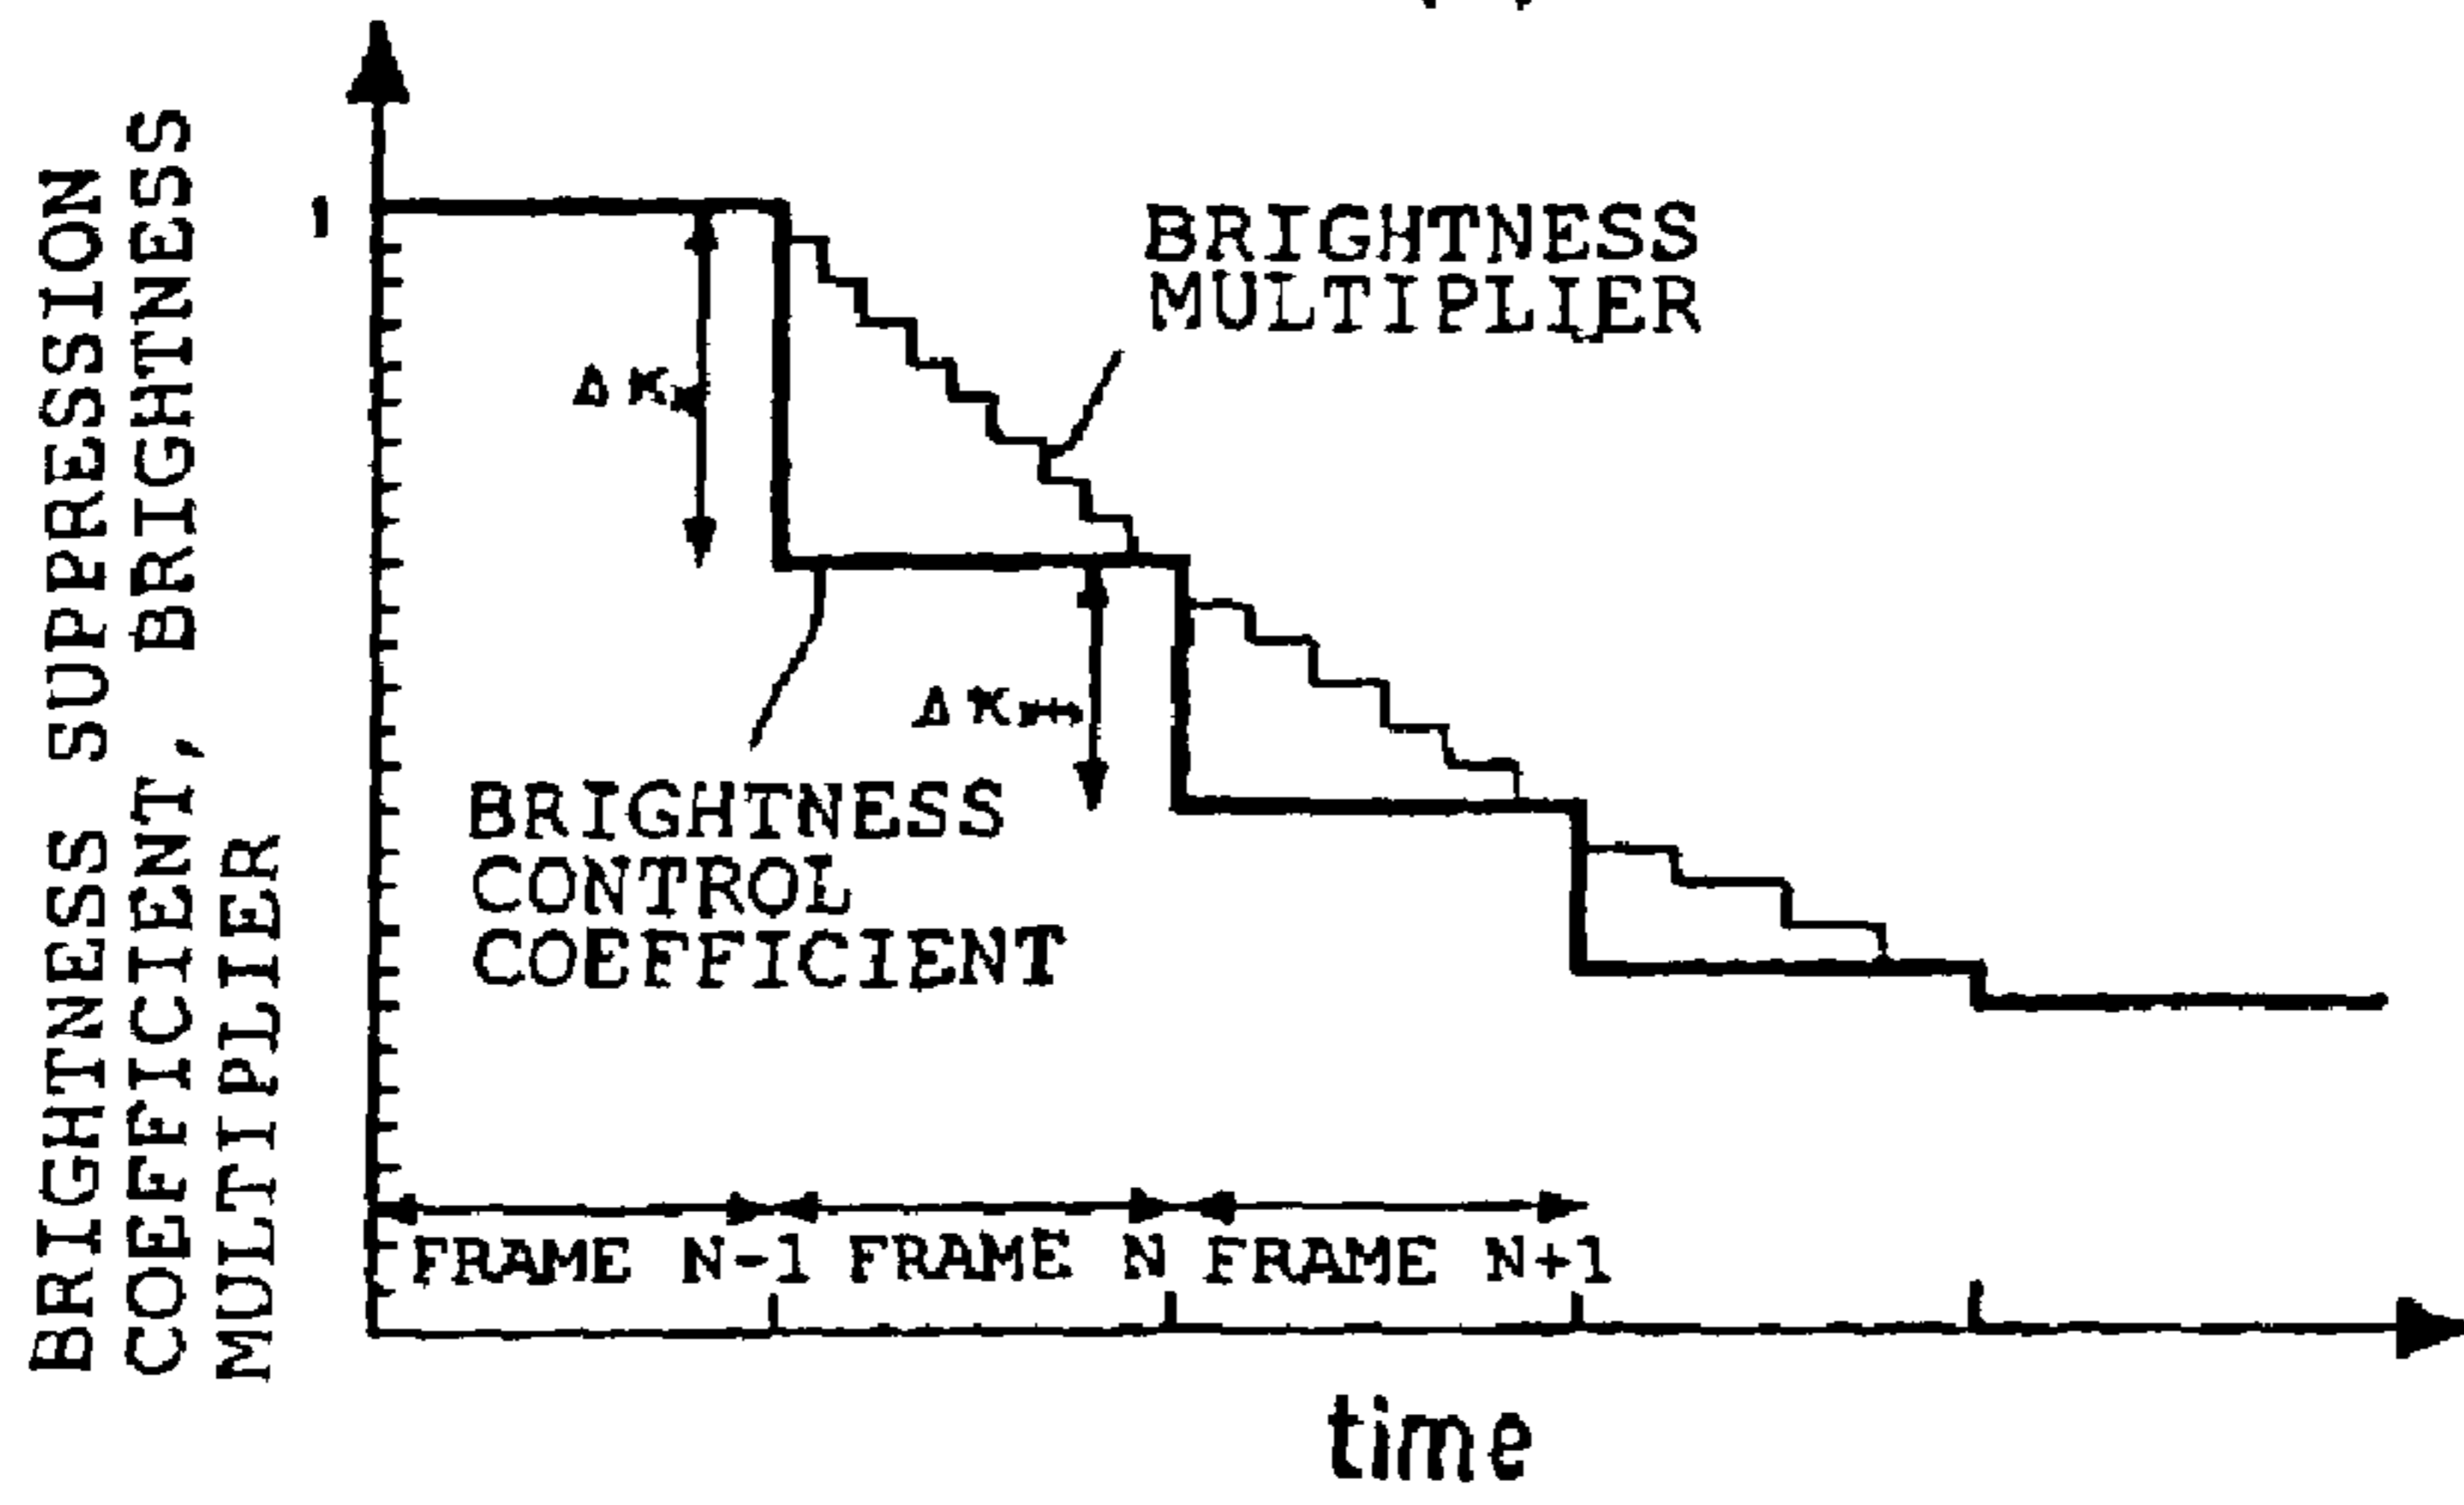 BRIGHTNESS SUPPRESSION
COEFFICIENT, BRIGHTNESS
MULTIPLIER
1
BRIGHTNESS
MULTIPLIER
Δ K
Δ K
BRIGHTNESS
CONTROL
COEFFICIENT
FRAME N-1 FRAME N FRAME N+1
time